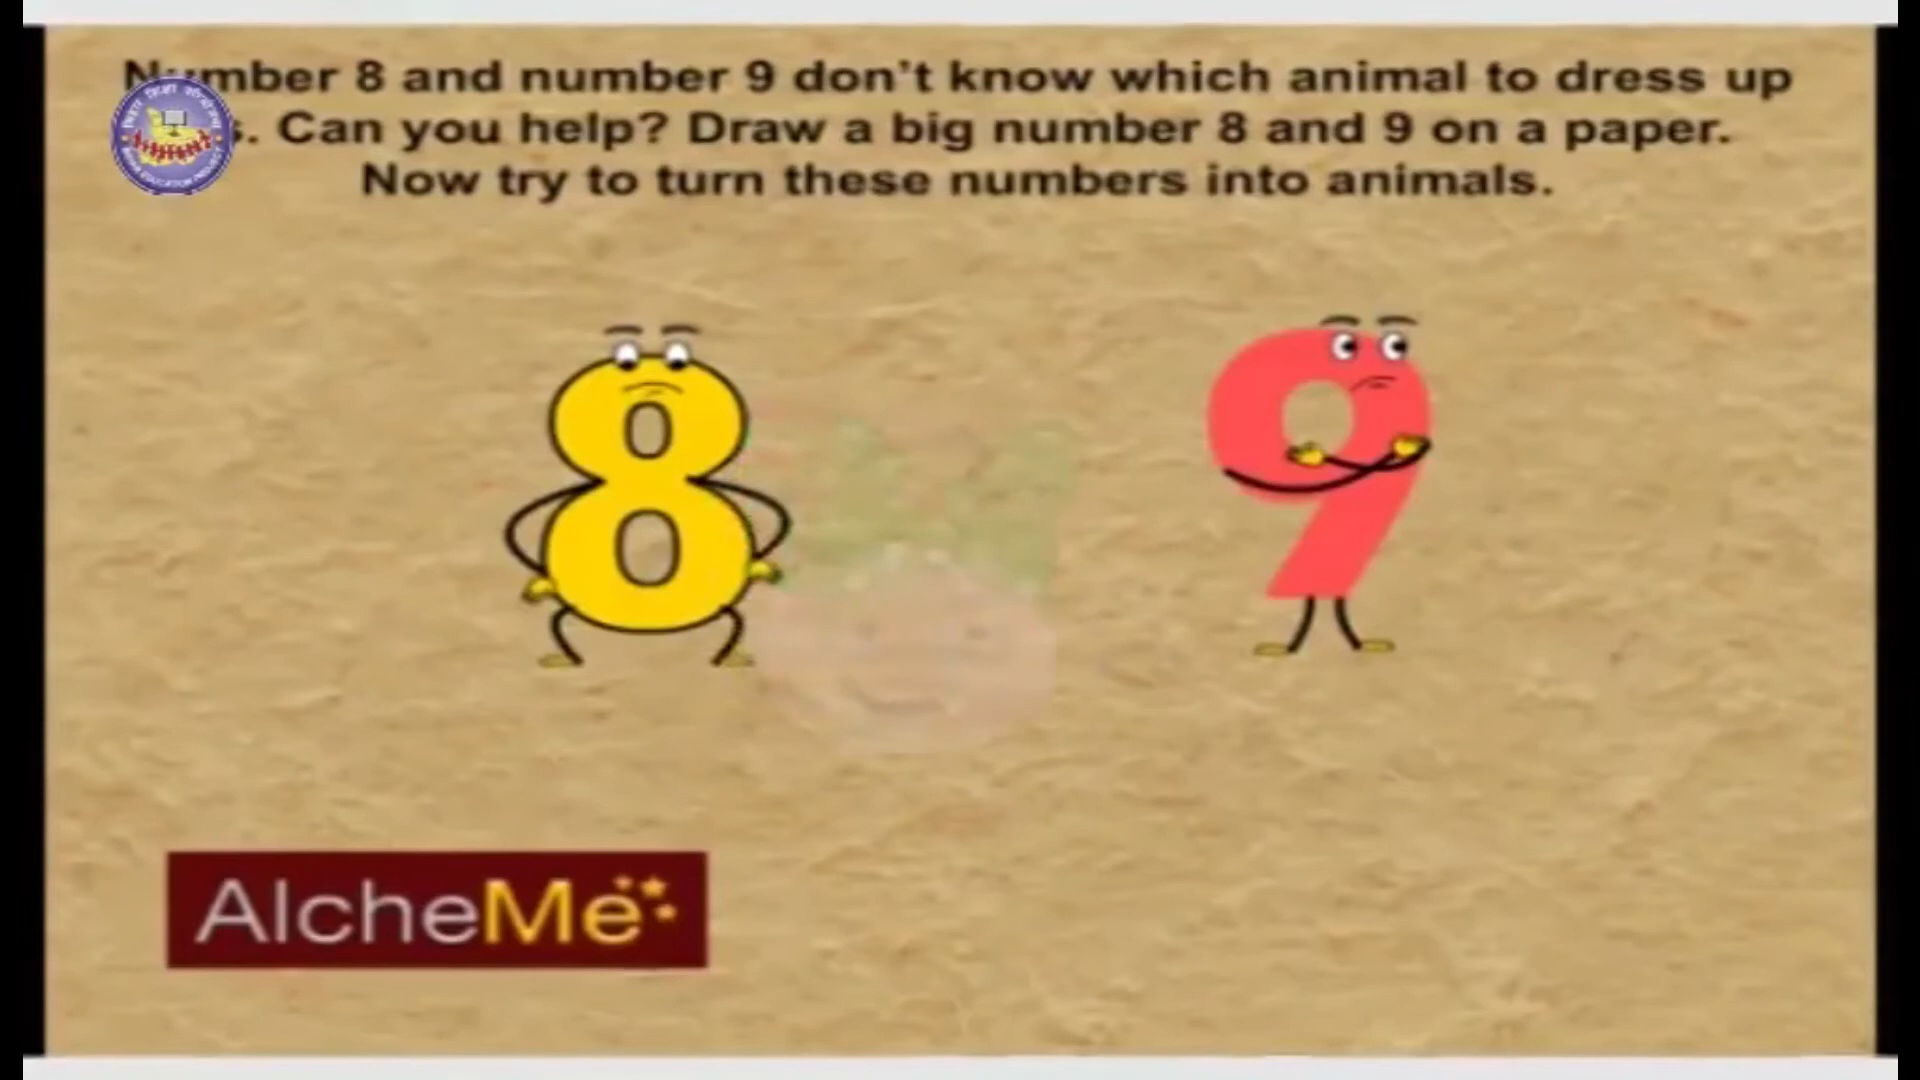 Number 8 and number 9 don't know which animal to dress up
. Can you help? Draw a big number 8 and 9 on a paper.
Now try to turn these numbers into animals.
8
9
AlcheMe